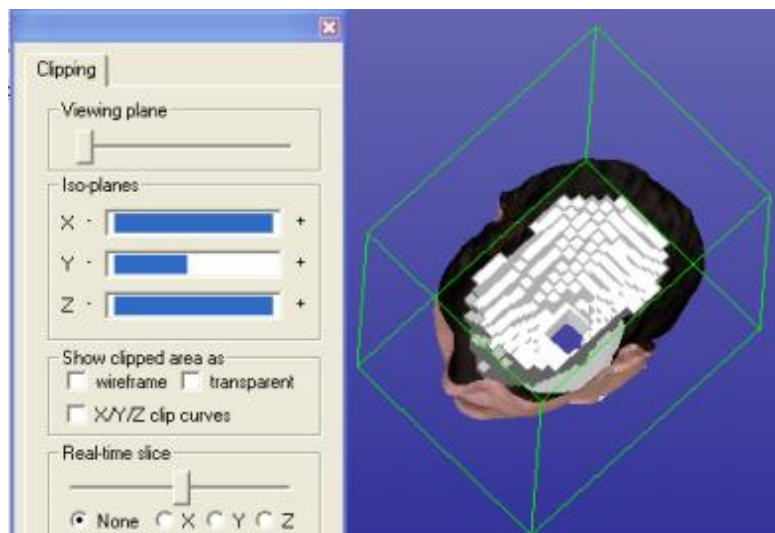 Clipping
Viewing plane
Iso-planes
X - +
Y - +
Z - +
Show clipped area as
wireframe transparent
X/Y/Z clip curves
Real-time slice
None X Y Z